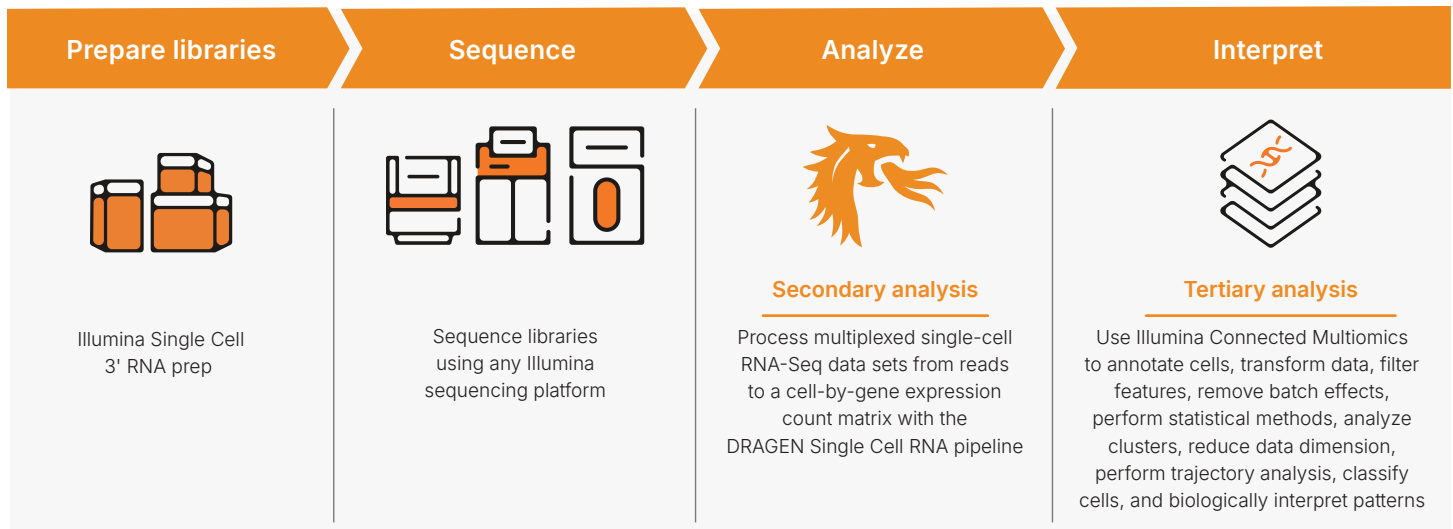 Prepare libraries
Illumina Single Cell
3' RNA prep
Sequence
Sequence libraries
using any Illumina
sequencing platform
Analyze
Secondary analysis
Process multiplexed single-cell
RNA-Seq data sets from reads
to a cell-by-gene expression
count matrix with the
DRAGEN Single Cell RNA pipeline
Interpret
Tertiary analysis
Use Illumina Connected Multiomics
to annotate cells, transform data, filter
features, remove batch effects,
perform statistical methods, analyze
clusters, reduce data dimension,
perform trajectory analysis, classify
cells, and biologically interpret patterns